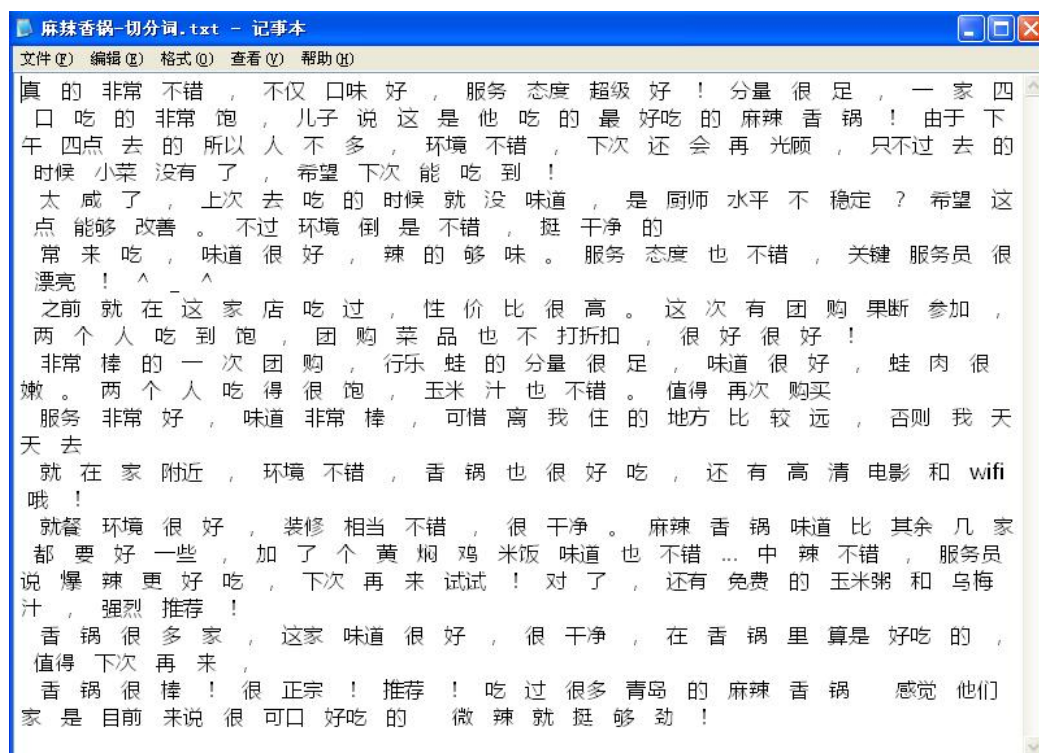 麻辣香锅-切分词.txt - 记事本
文件(F) 编辑(E) 格式(O) 查看(V) 帮助(H)
真 的 非常 不错 , 不仅 口味 好 , 服务 态度 超级 好 ! 分量 很 足 , 一 家 四
口 吃 的 非常 饱 , 儿子 说 这 是 他 吃 的 最 好吃 的 麻辣 香 锅 ! 由于 下
午 四点 去 的 所以 人 不 多 , 环境 不错 , 下次 还 会 再 光顾 , 只不过 去 的
时候 小菜 没有 了 , 希望 下次 能 吃 到 !
太 咸 了 , 上次 去 吃 的 时候 就 没 味道 , 是 厨师 水平 不 稳定 ? 希望 这
点 能够 改善 。 不过 环境 倒 是 不错 , 挺 干净 的
常 来 吃 , 味道 很 好 , 辣 的 够 味 。 服务 态度 也 不错 , 关键 服务员 很
漂亮 ! ^ _ ^
之前 就 在 这 家 店 吃 过 , 性 价 比 很 高 。 这 次 有 团 购 果断 参加 ,
两 个 人 吃 到 饱 , 团 购 菜 品 也 不 打折扣 , 很 好 很 好 !
非常 棒 的 一 次 团 购 , 行乐 蛙 的 分量 很 足 , 味道 很 好 , 蛙 肉 很
嫩 。 两 个 人 吃 得 很 饱 , 玉米 汁 也 不错 。 值得 再次 购买
服务 非常 好 , 味道 非常 棒 , 可惜 离 我 住 的 地方 比 较 远 , 否则 我 天
天 去
就 在 家 附近 , 环境 不错 , 香 锅 也 很 好 吃 , 还 有 高 清 电影 和 wifi
哦 !
就餐 环境 很 好 , 装修 相当 不错 , 很 干净 。 麻辣 香 锅 味道 比 其余 几 家
都 要 好 一些 , 加 了 个 黄 焖 鸡 米饭 味道 也 不错 ... 中 辣 不错 , 服务员
说 爆 辣 更 好 吃 , 下次 再 来 试试 ! 对 了 , 还有 免费 的 玉米粥 和 乌梅
汁 , 强烈 推荐 !
香 锅 很 多 家 , 这家 味道 很 好 , 很 干净 , 在 香 锅 里 算是 好吃 的 ,
值得 下次 再 来 ,
香 锅 很 棒 ! 很 正宗 ! 推荐 ! 吃 过 很多 青岛 的 麻辣 香 锅 感觉 他们
家 是 目前 来说 很 可口 好吃 的 微 辣 就 挺 够 劲 !